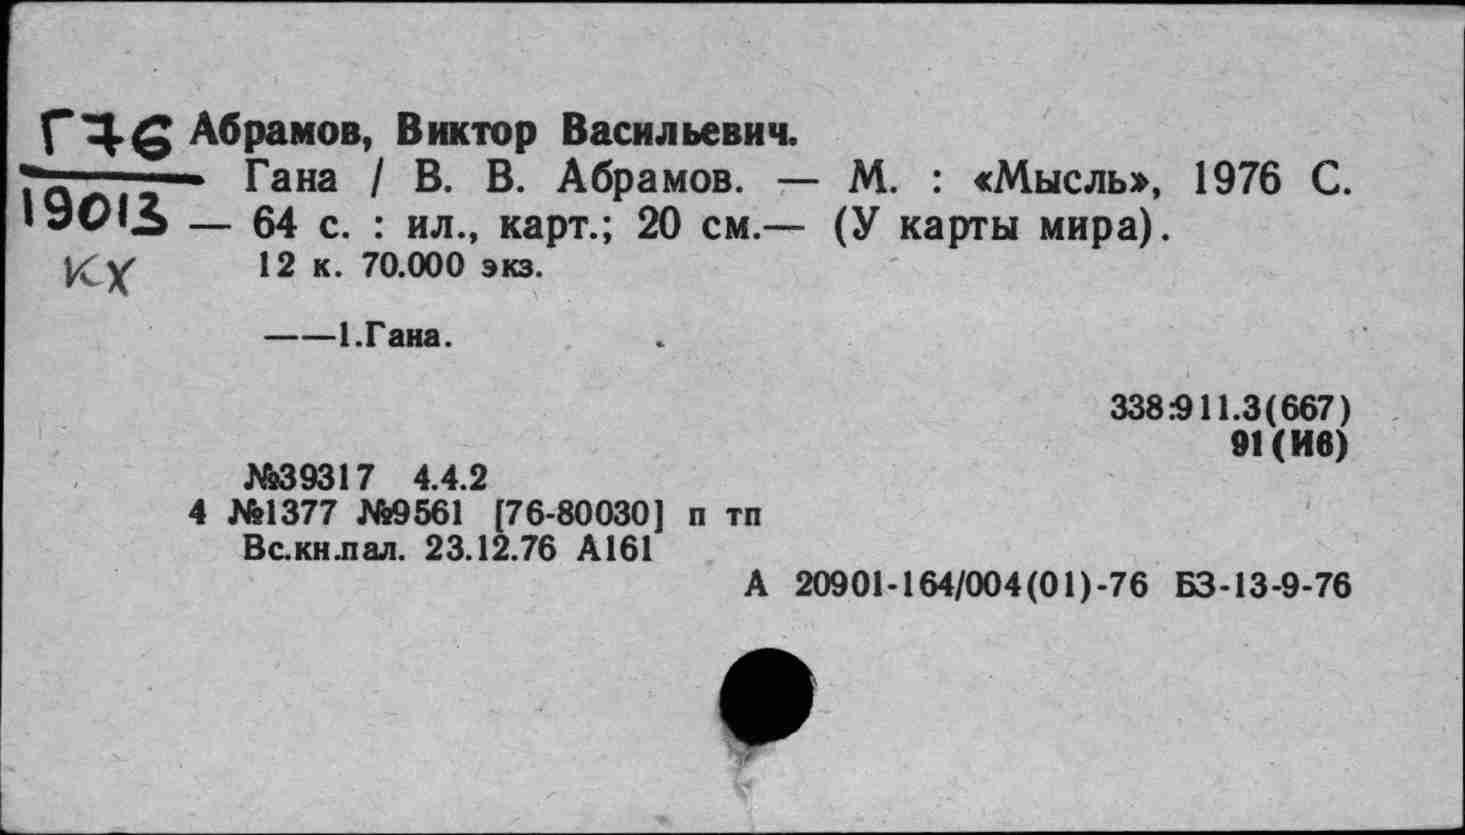 Г76 Абрамов, Виктор Васильевич.
Гана / В. В. Абрамов. — М. : «Мысль», 1976 С.
19013 — 64 с. : ил., карт.; 20 см.— (У карты мира).
КХ 12 к. 70.000 экз.
——1.Гана.
338:911.3(667)
91(И6)
№39317 4.4.2
4 №1377 №9561 [76-80030] п тп
Вс.кн.пал. 23.12.76 А161
А 20901-164/004(01)-76 БЗ-13-9-76